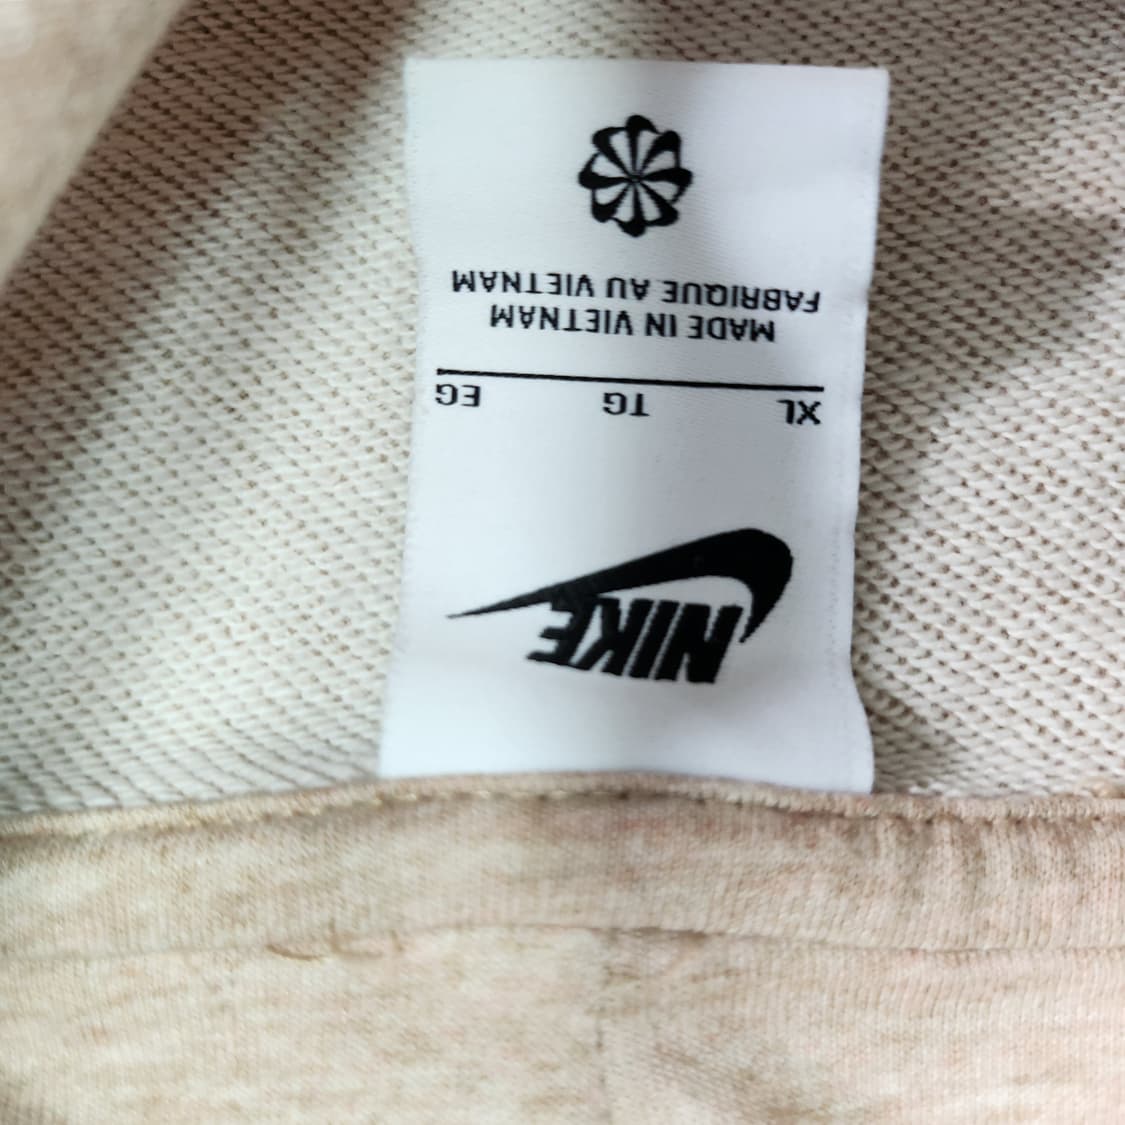 NIKE
XL TG EG
MADE IN VIETNAM
FABRIQUE AU VIETNAM